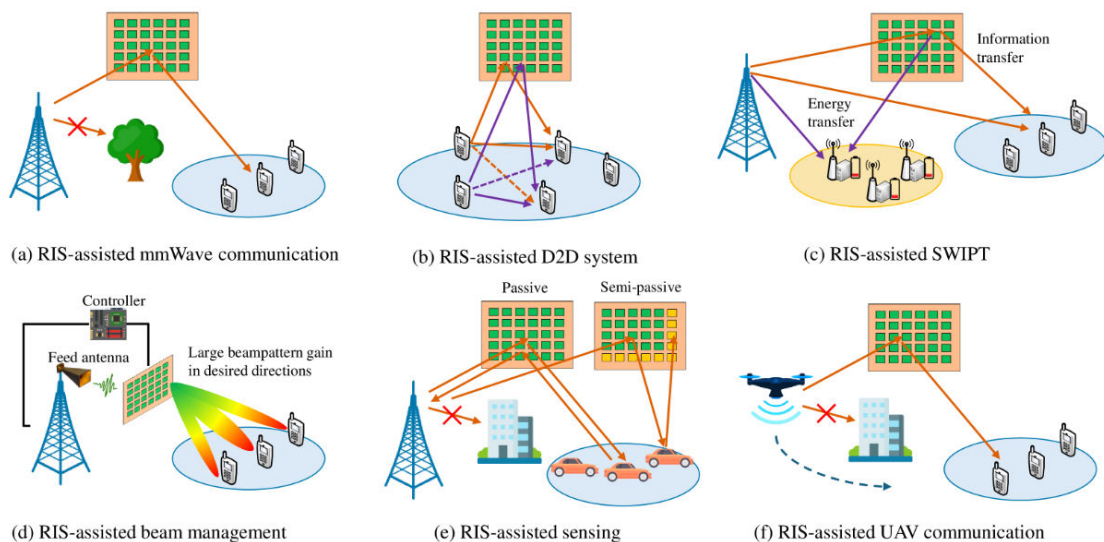 Information
transfer
Energy
transfer
(a) RIS-assisted mmWave communication
(b) RIS-assisted D2D system
(c) RIS-assisted SWIPT
Controller
Feed antenna
Large beampattern gain
in desired directions
Passive
Semi-passive
(d) RIS-assisted beam management
(e) RIS-assisted sensing
(f) RIS-assisted UAV communication